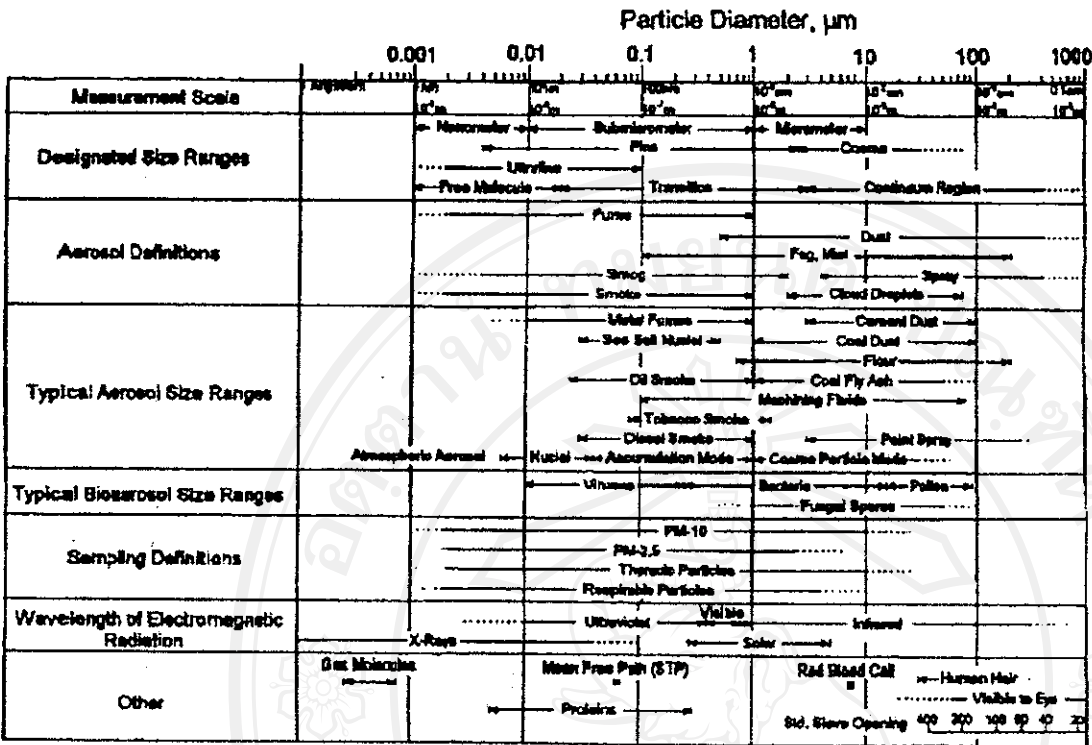 Particle Diameter, μm
0.001 0.01 0.1 1 10 100 1000
Measurement Scale
Designated Size Ranges
Nanometer Submicrometer Micrometer
Fine Coarse
Ultrafine
Free Molecule Transition Continuum Region
Aerosol Definitions
Fume
Dust
Fog, Mist
Smog Spray
Smoke Cloud Droplets
Typical Aerosol Size Ranges
Metal Fumes Cement Dust
Sea Salt Nuclei Coal Dust
Flour
Oil Smoke Coal Fly Ash
Machining Fluids
Tobacco Smoke
Diesel Smoke Paint Spray
Atmospheric Aerosol Nuclei Accumulation Mode Coarse Particle Mode
Typical Bioaerosol Size Ranges
Viruses Bacteria Pollen
Fungal Spores
Sampling Definitions
PM-10
PM-2.5
Thoracic Particles
Respirable Particles
Wavelength of Electromagnetic
Radiation
Visible
Ultraviolet Infrared
X-Rays Solar
Other
Gas Molecules Mean Free Path (STP) Red Blood Cell
Human Hair
Visible to Eye
Proteins
Std. Sieve Opening 400 200 100 60 40 20